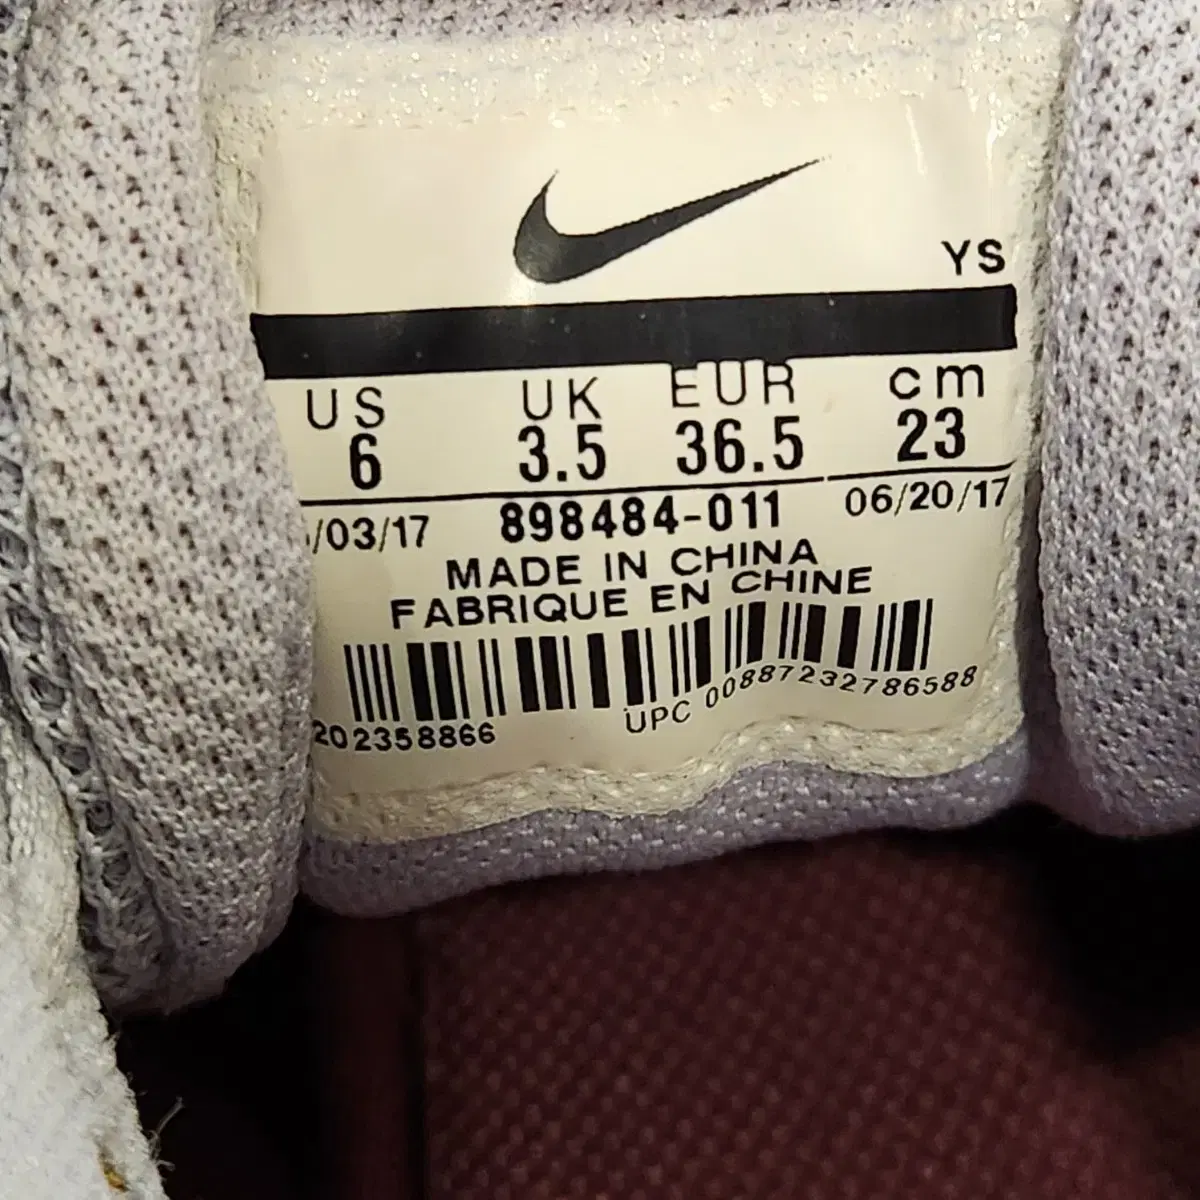 YS
US UK EUR cm
6 3.5 36.5 23
/03/17 898484-011 06/20/17
MADE IN CHINA
FABRIQUE EN CHINE
202358866 UPC 00887232786588